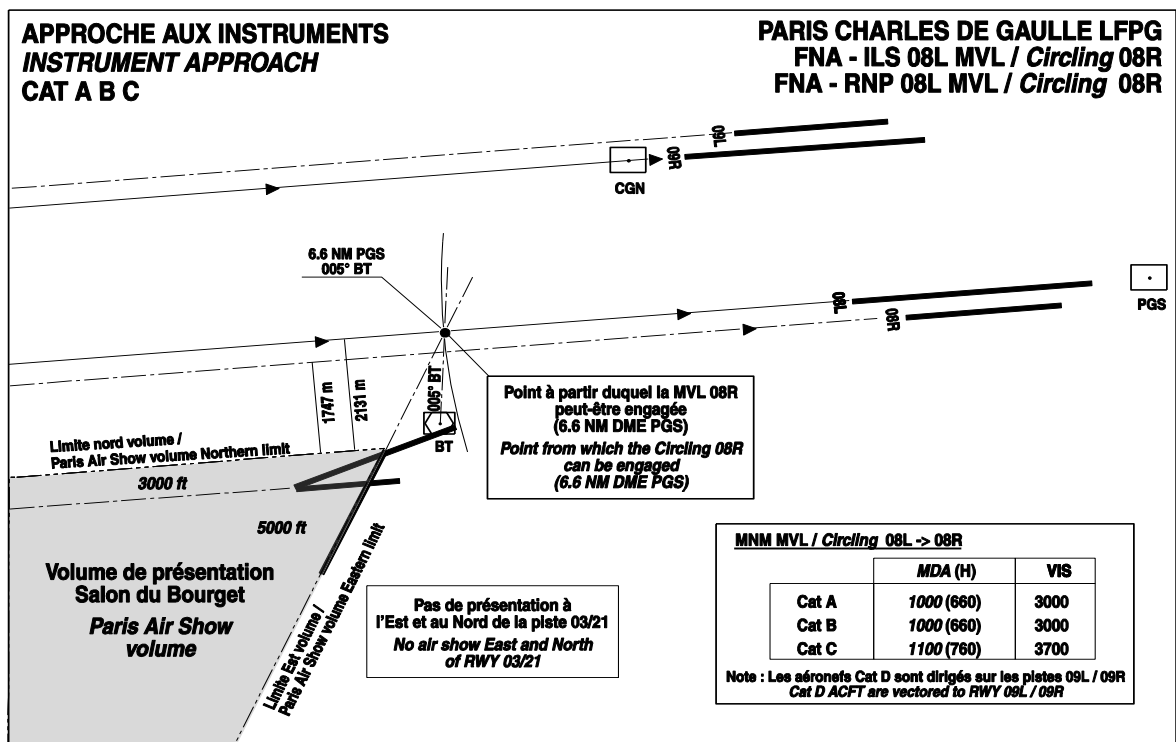 APPROCHE AUX INSTRUMENTS
INSTRUMENT APPROACH
CAT A B C
PARIS CHARLES DE GAULLE LFPG
FNA - ILS 08L MVL / Circling 08R
FNA - RNP 08L MVL / Circling 08R
09L
09R
CGN
6.6 NM PGS
005° BT
PGS
08L
08R
1747 m
2131 m
005° BT
BT
Point à partir duquel la MVL 08R
peut-être engagée
(6.6 NM DME PGS)
Point from which the Circling 08R
can be engaged
(6.6 NM DME PGS)
Limite nord volume /
Paris Air Show volume Northern limit
3000 ft
5000 ft
Volume de présentation
Salon du Bourget
Paris Air Show
volume
Limite Est volume /
Paris Air Show volume Eastern limit
Pas de présentation à
l'Est et au Nord de la piste 03/21
No air show East and North
of RWY 03/21
MNM MVL / Circling 08L -> 08R
MDA (H) VIS
Cat A 1000 (660) 3000
Cat B 1000 (660) 3000
Cat C 1100 (760) 3700
Note : Les aéronefs Cat D sont dirigés sur les pistes 09L / 09R
Cat D ACFT are vectored to RWY 09L / 09R